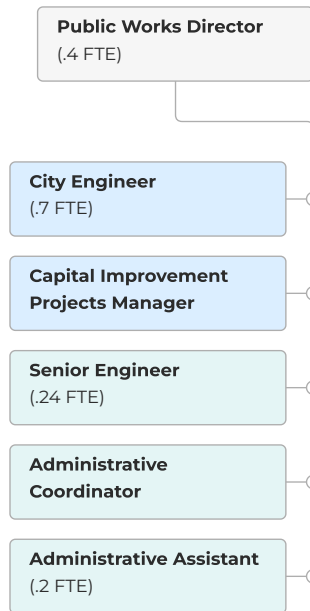 Public Works Director
(.4 FTE)
City Engineer
(.7 FTE)
Capital Improvement
Projects Manager
Senior Engineer
(.24 FTE)
Administrative
Coordinator
Administrative Assistant
(.2 FTE)